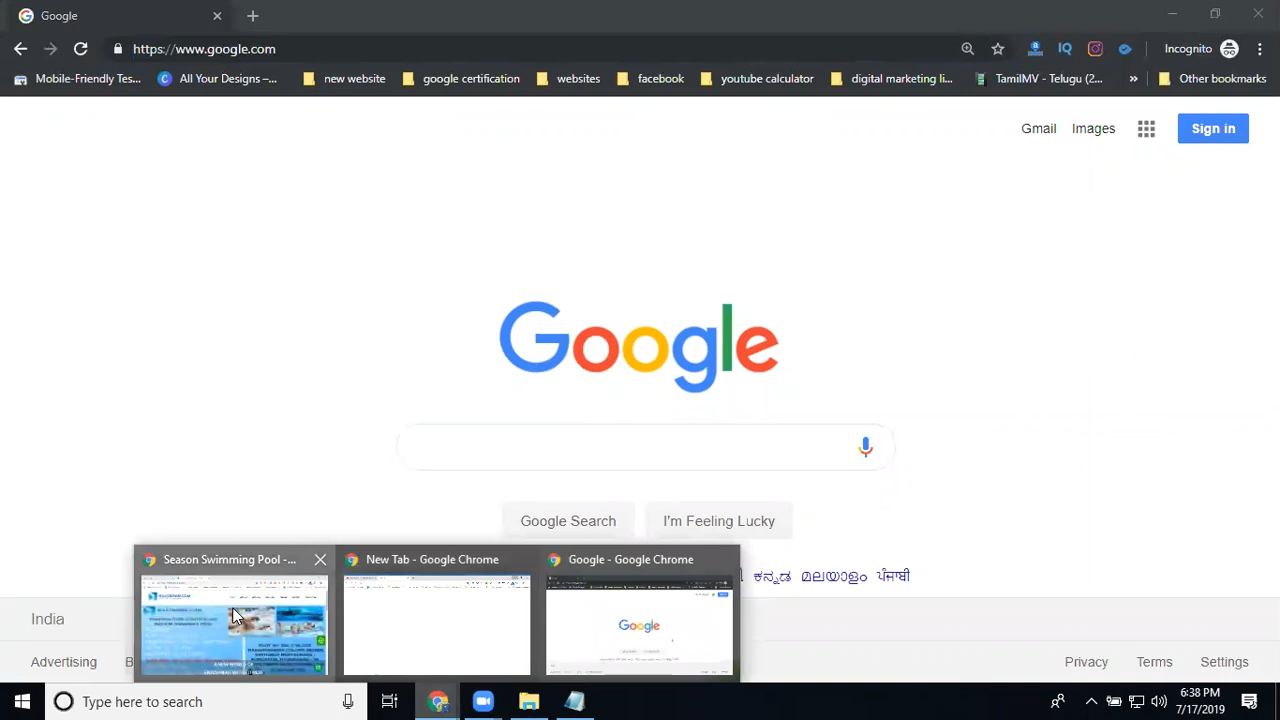 Google
https://www.google.com
Incognito
Mobile-Friendly Tes...
All Your Designs –...
new website
google certification
websites
facebook
youtube calculator
digital marketing li...
TamilMV - Telugu (2...
»
Other bookmarks
Gmail
Images
Sign in
Google
Google Search
I'm Feeling Lucky
Season Swimming Pool -...
New Tab - Google Chrome
Google - Google Chrome
ಕನ್ನಡ മലയാളം ਪੰਜਾਬੀ
Google
India
Advertising
B
Privacy
Terms
Settings
Type here to search
6:38 PM
7/17/2019